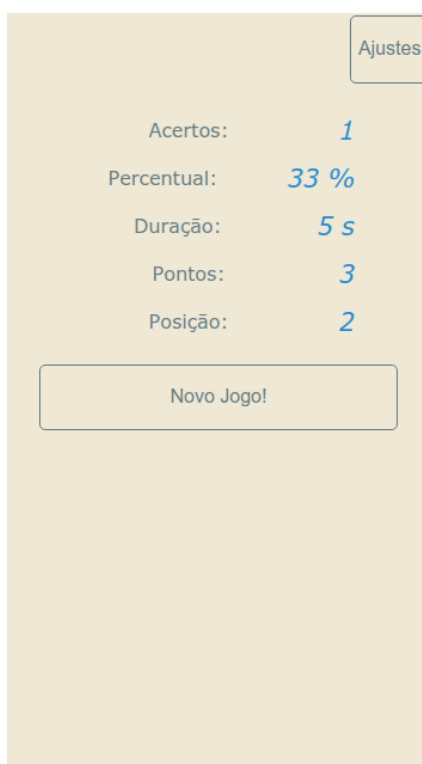 Ajustes
Acertos: 1
Percentual: 33 %
Duração: 5 s
Pontos: 3
Posição: 2
Novo Jogo!